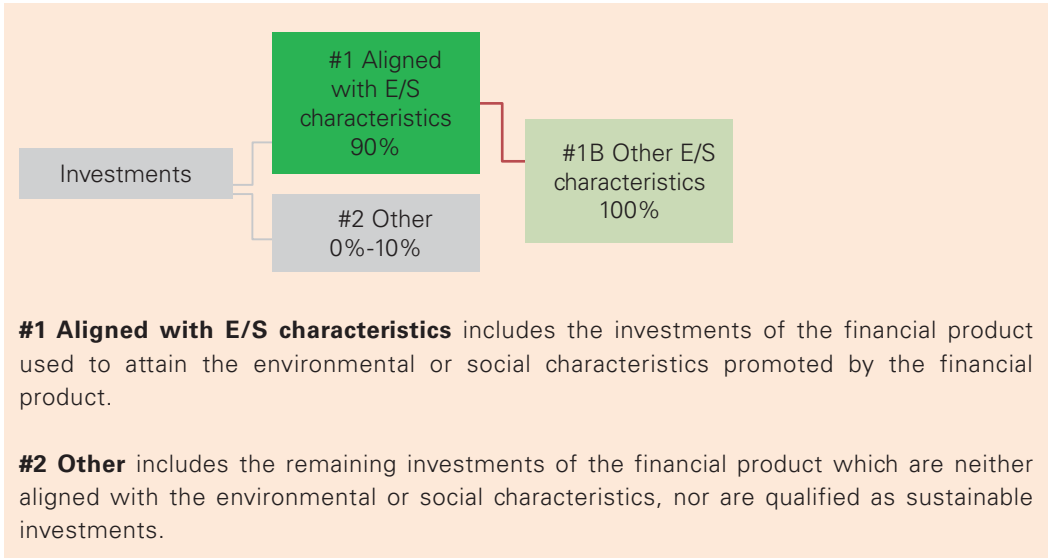 #1 Aligned
with E/S
characteristics
90%
Investments
#1B Other E/S
characteristics
100%
#2 Other
0%-10%
#1 Aligned with E/S characteristics includes the investments of the financial product
used to attain the environmental or social characteristics promoted by the financial
product.
#2 Other includes the remaining investments of the financial product which are neither
aligned with the environmental or social characteristics, nor are qualified as sustainable
investments.